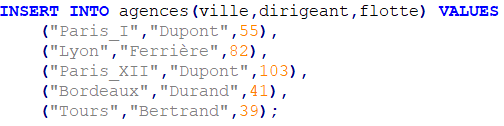 INSERT INTO agences(ville,dirigeant,flotte) VALUES
("Paris_I","Dupont",55),
("Lyon","Ferrière",82),
("Paris_XII","Dupont",103),
("Bordeaux","Durand",41),
("Tours","Bertrand",39);